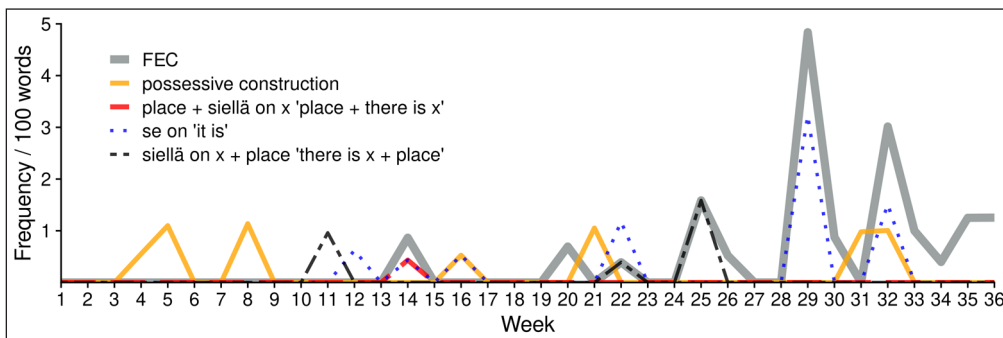 5
4
3
2
1
Frequency / 100 words
FEC
possessive construction
place + siellä on x 'place + there is x'
se on 'it is'
siellä on x + place 'there is x + place'
1 2 3 4 5 6 7 8 9 10 11 12 13 14 15 16 17 18 19 20 21 22 23 24 25 26 27 28 29 30 31 32 33 34 35 36
Week